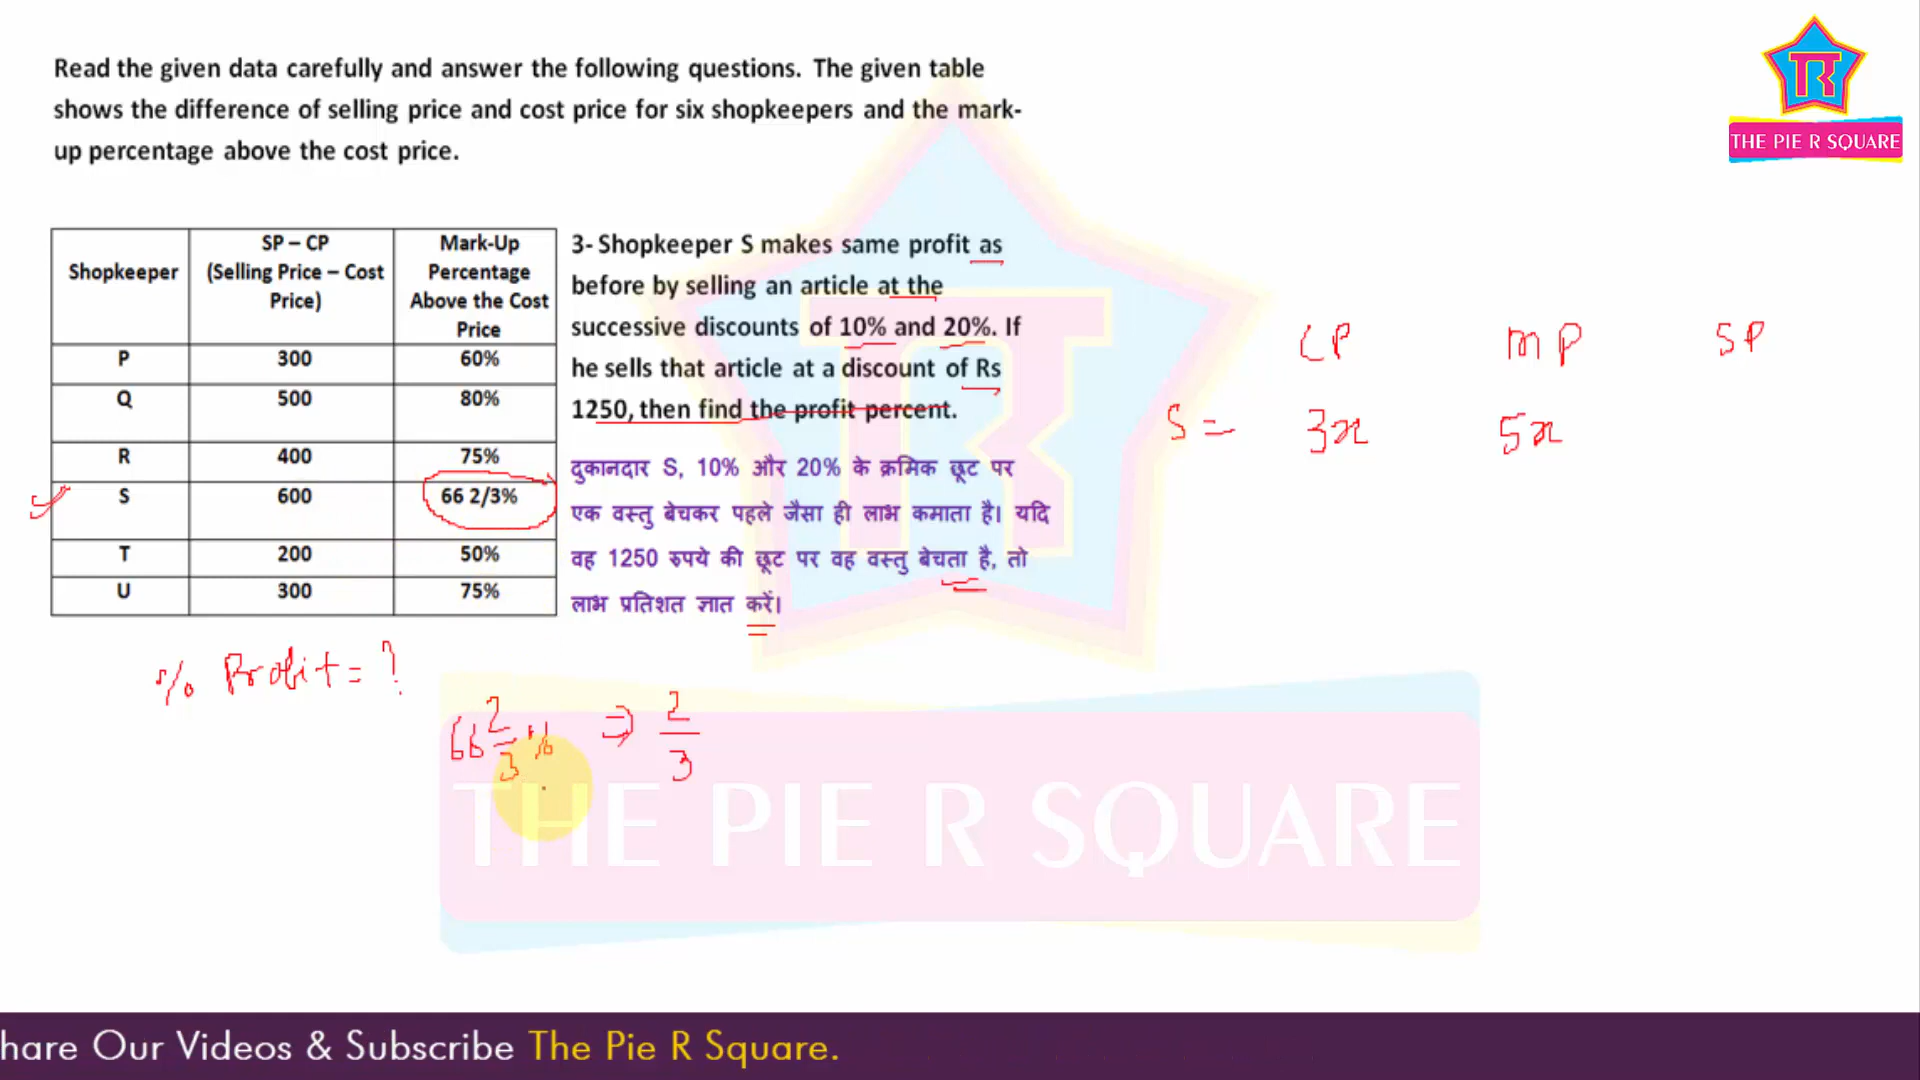 Read the given data carefully and answer the following questions. The given table
shows the difference of selling price and cost price for six shopkeepers and the mark-
up percentage above the cost price.
THE PIE R SQUARE
Shopkeeper
SP – CP
(Selling Price – Cost
Price)
Mark-Up
Percentage
Above the Cost
Price
P 300 60%
Q 500 80%
R 400 75%
S 600 66 2/3%
T 200 50%
U 300 75%
3- Shopkeeper S makes same profit as
before by selling an article at the
successive discounts of 10% and 20%. If
he sells that article at a discount of Rs
1250, then find the profit percent.
दुकानदार S, 10% और 20% के क्रमिक छूट पर
एक वस्तु बेचकर पहले जैसा ही लाभ कमाता है। यदि
वह 1250 रुपये की छूट पर वह वस्तु बेचता है, तो
लाभ प्रतिशत ज्ञात करें।
CP MP SP
S = 3x 5x
% Profit = ?
66 2/3 % ⇒ 2/3
THE PIE R SQUARE
hare Our Videos & Subscribe The Pie R Square.